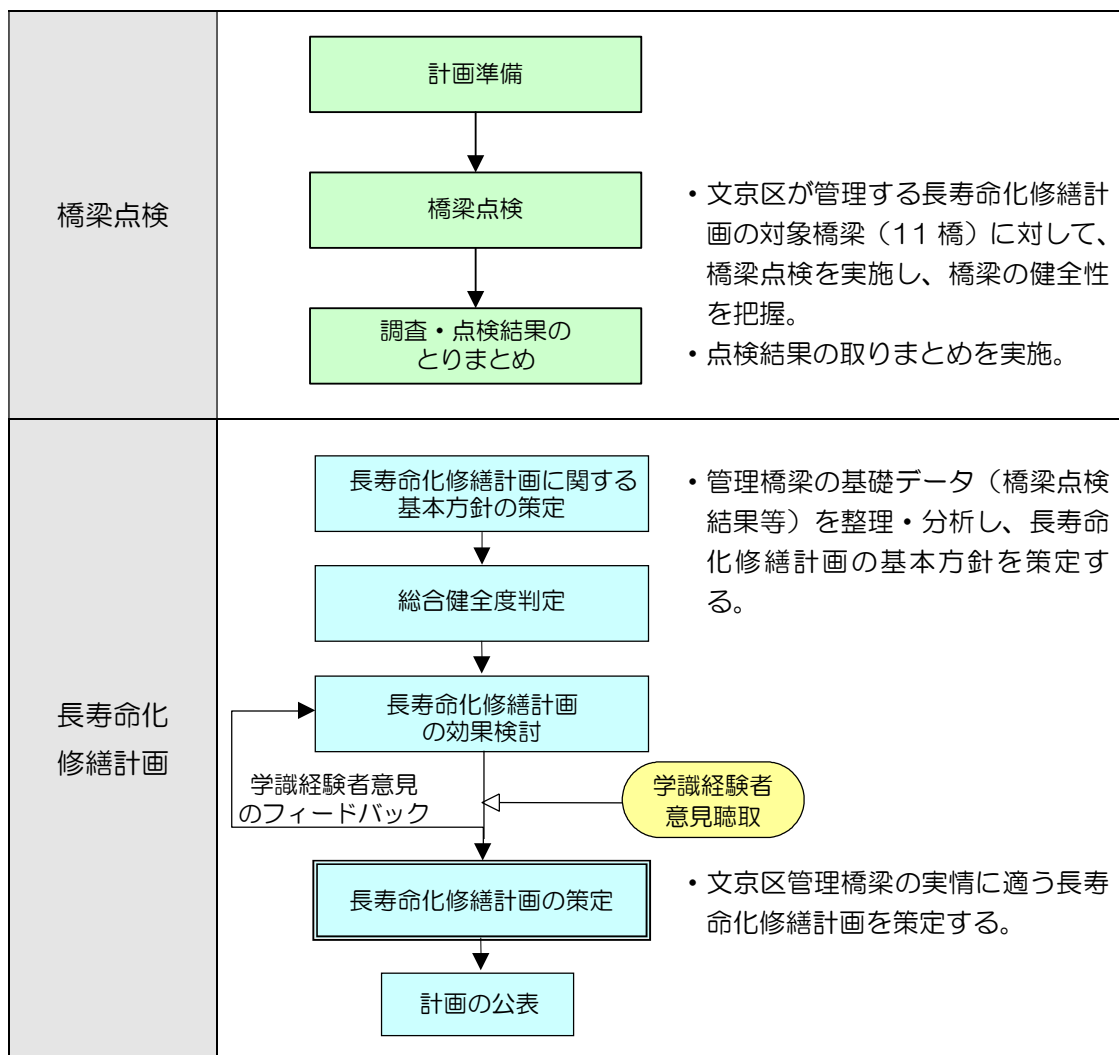 橋梁点検
計画準備
橋梁点検
調査・点検結果の
とりまとめ
・文京区が管理する長寿命化修繕計
画の対象橋梁（11 橋）に対して、
橋梁点検を実施し、橋梁の健全性
を把握。
・点検結果の取りまとめを実施。
長寿命化
修繕計画
長寿命化修繕計画に関する
基本方針の策定
総合健全度判定
長寿命化修繕計画
の効果検討
学識経験者意見
のフィードバック
学識経験者
意見聴取
長寿命化修繕計画の策定
計画の公表
・管理橋梁の基礎データ（橋梁点検
結果等）を整理・分析し、長寿命
化修繕計画の基本方針を策定す
る。
・文京区管理橋梁の実情に適う長寿
命化修繕計画を策定する。